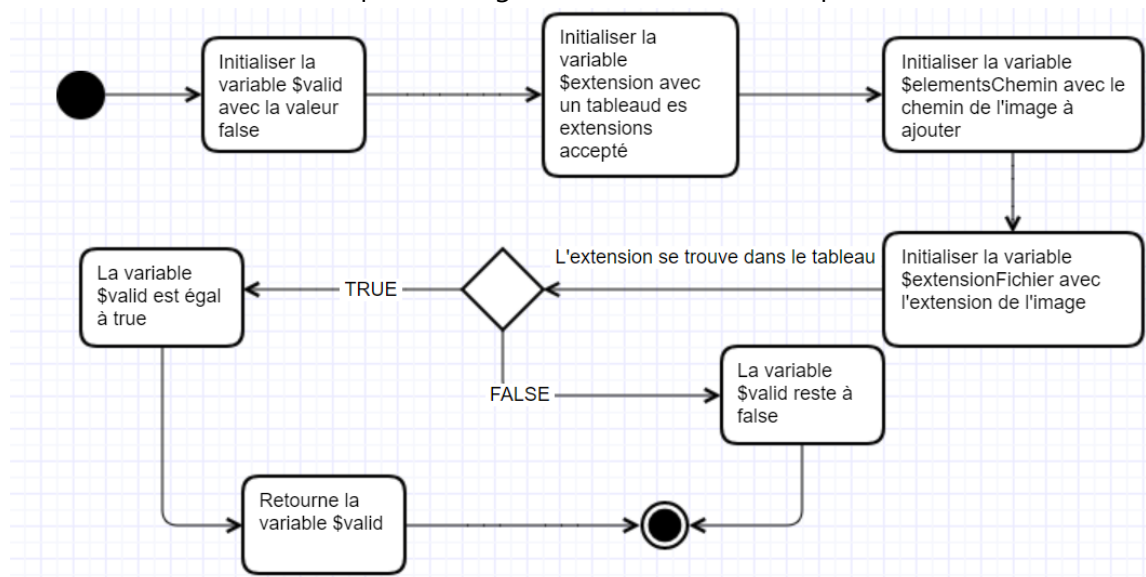 Initialiser la
variable $valid
avec la valeur
false
Initialiser la
variable
$extension avec
un tableaud es
extensions
accepté
Initialiser la variable
$elementsChemin avec le
chemin de l'image à
ajouter
Initialiser la variable
$extensionFichier avec
l'extension de l'image
L'extension se trouve dans le tableau
TRUE
La variable
$valid est égal
à true
FALSE
La variable
$valid reste à
false
Retourne la
variable $valid